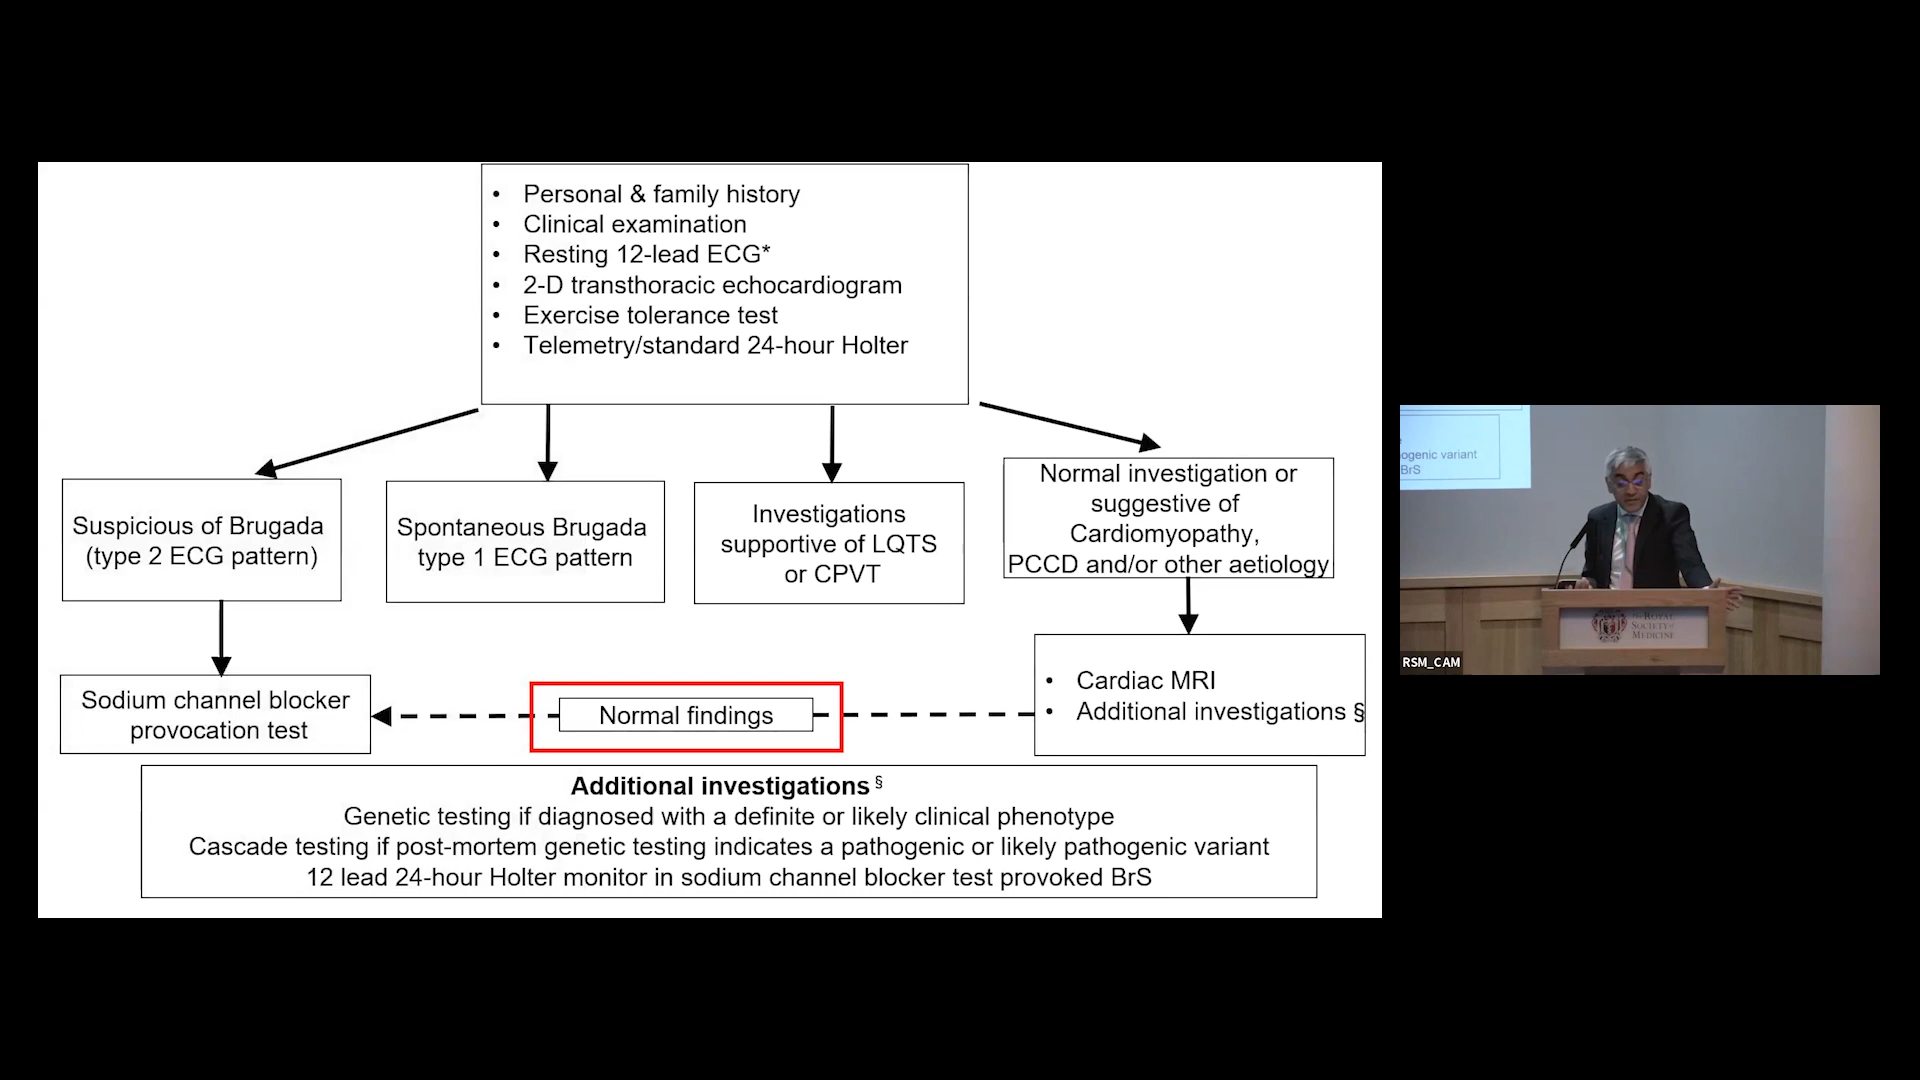 • Personal & family history
• Clinical examination
• Resting 12-lead ECG*
• 2-D transthoracic echocardiogram
• Exercise tolerance test
• Telemetry/standard 24-hour Holter
Suspicious of Brugada
(type 2 ECG pattern)
Spontaneous Brugada
type 1 ECG pattern
Investigations
supportive of LQTS
or CPVT
Normal investigation or
suggestive of
Cardiomyopathy,
PCCD and/or other aetiology
Sodium channel blocker
provocation test
Normal findings
• Cardiac MRI
• Additional investigations §
Additional investigations §
Genetic testing if diagnosed with a definite or likely clinical phenotype
Cascade testing if post-mortem genetic testing indicates a pathogenic or likely pathogenic variant
12 lead 24-hour Holter monitor in sodium channel blocker test provoked BrS
ogenic variant
BrS
ROYAL
SOCIETY of
MEDICINE
RSM_CAM